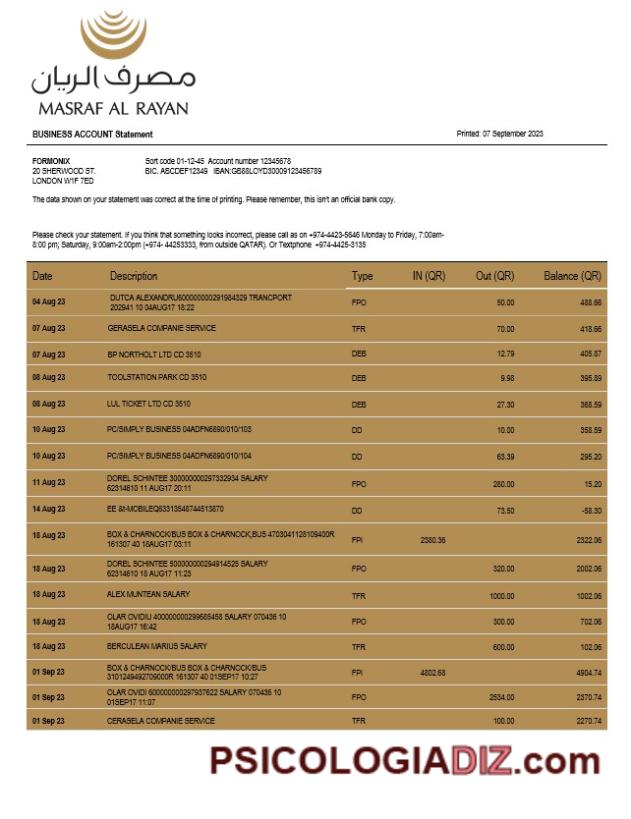 مصرف الريان
MASRAF AL RAYAN
BUSINESS ACCOUNT Statement Printed: 07 September 2023
FORMONIX Sort code 01-12-45 Account number 12345678
20 SHERWOOD ST. BIC. ABCDEF12349 IBAN:GB88LOYD30009123456789
LONDON W1F 7ED
The data shown on your statement was correct at the time of printing. Please remember, this isn't an official bank copy.
Please check your statement. If you think that something looks incorrect, please call as on +974-4423-5646 Monday to Friday, 7:00am-
8:00 pm; Saturday, 9:00am-2:00pm (+974- 44253333, from outside QATAR). Or Textphone +974-4425-3135
Date Description Type IN (QR) Out (QR) Balance (QR)
04 Aug 23 DUTCA ALEXANDRU600000000291984329 TRANCPORT FPO 50.00 488.66
202941 10 04AUG17 18:22
07 Aug 23 GERASELA COMPANIE SERVICE TFR 70.00 418.66
07 Aug 23 BP NORTHOLT LTD CD 3510 DEB 12.79 405.87
08 Aug 23 TOOLSTATION PARK CD 3510 DEB 9.98 395.89
08 Aug 23 LUL TICKET LTD CD 3510 DEB 27.30 368.59
10 Aug 23 PC/SIMPLY BUSINESS 04ADFN6890/010/103 DD 10.00 358.59
10 Aug 23 PC/SIMPLY BUSINESS 04ADFN6890/010/104 DD 63.39 295.20
11 Aug 23 DOREL SCHINTEE 300000000297332934 SALARY FPO 280.00 15.20
62314610 11 AUG17 20:11
14 Aug 23 EE &t-MOBILEQ53313548744513870 DD 73.50 -58.30
18 Aug 23 BOX & CHARNOCK/BUS BOX & CHARNOCK,BUS 4703041128109400R FPI 2380.36 2322.06
161307 40 18AUG17 03:11
18 Aug 23 DOREL SCHINTEE 500000000294914525 SALARY FPO 320.00 2002.06
62314610 18 AUG17 11:23
18 Aug 23 ALEX MUNTEAN SALARY TFR 1000.00 1002.06
18 Aug 23 OLAR OVIDIU 400000000299685458 SALARY 070436 10 FPO 300.00 702.06
18AUG17 16:42
18 Aug 23 BERCULEAN MARIUS SALARY TFR 600.00 102.06
01 Sep 23 BOX & CHARNOCK/BUS BOX & CHARNOCK/BUS FPI 4802.68 4904.74
3101249492709000R 161307 40 01SEP17 10:27
01 Sep 23 OLAR OVIDI 600000000297937622 SALARY 070436 10 FPO 2534.00 2370.74
01SEP17 11:07
01 Sep 23 CERASELA COMPANIE SERVICE TFR 100.00 2270.74
PSICOLOGIADIZ.com